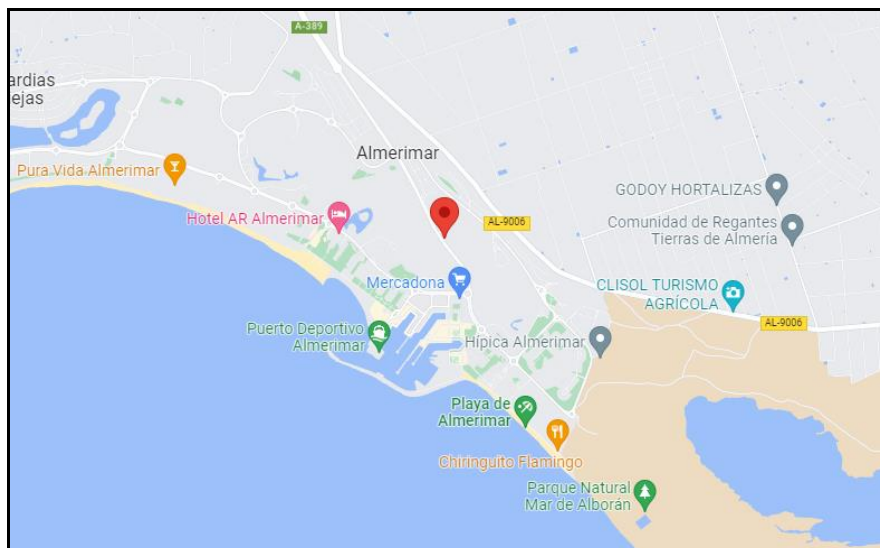 A-389
ardias
ejas
Almerimar
Pura Vida Almerimar
GODOY HORTALIZAS
Hotel AR Almerimar
AL-9006
Comunidad de Regantes
Tierras de Almería
Mercadona
CLISOL TURISMO
AGRÍCOLA
AL-9006
Puerto Deportivo
Almerimar
Hípica Almerimar
Playa de
Almerimar
Chiringuito Flamingo
Parque Natural
Mar de Alborán